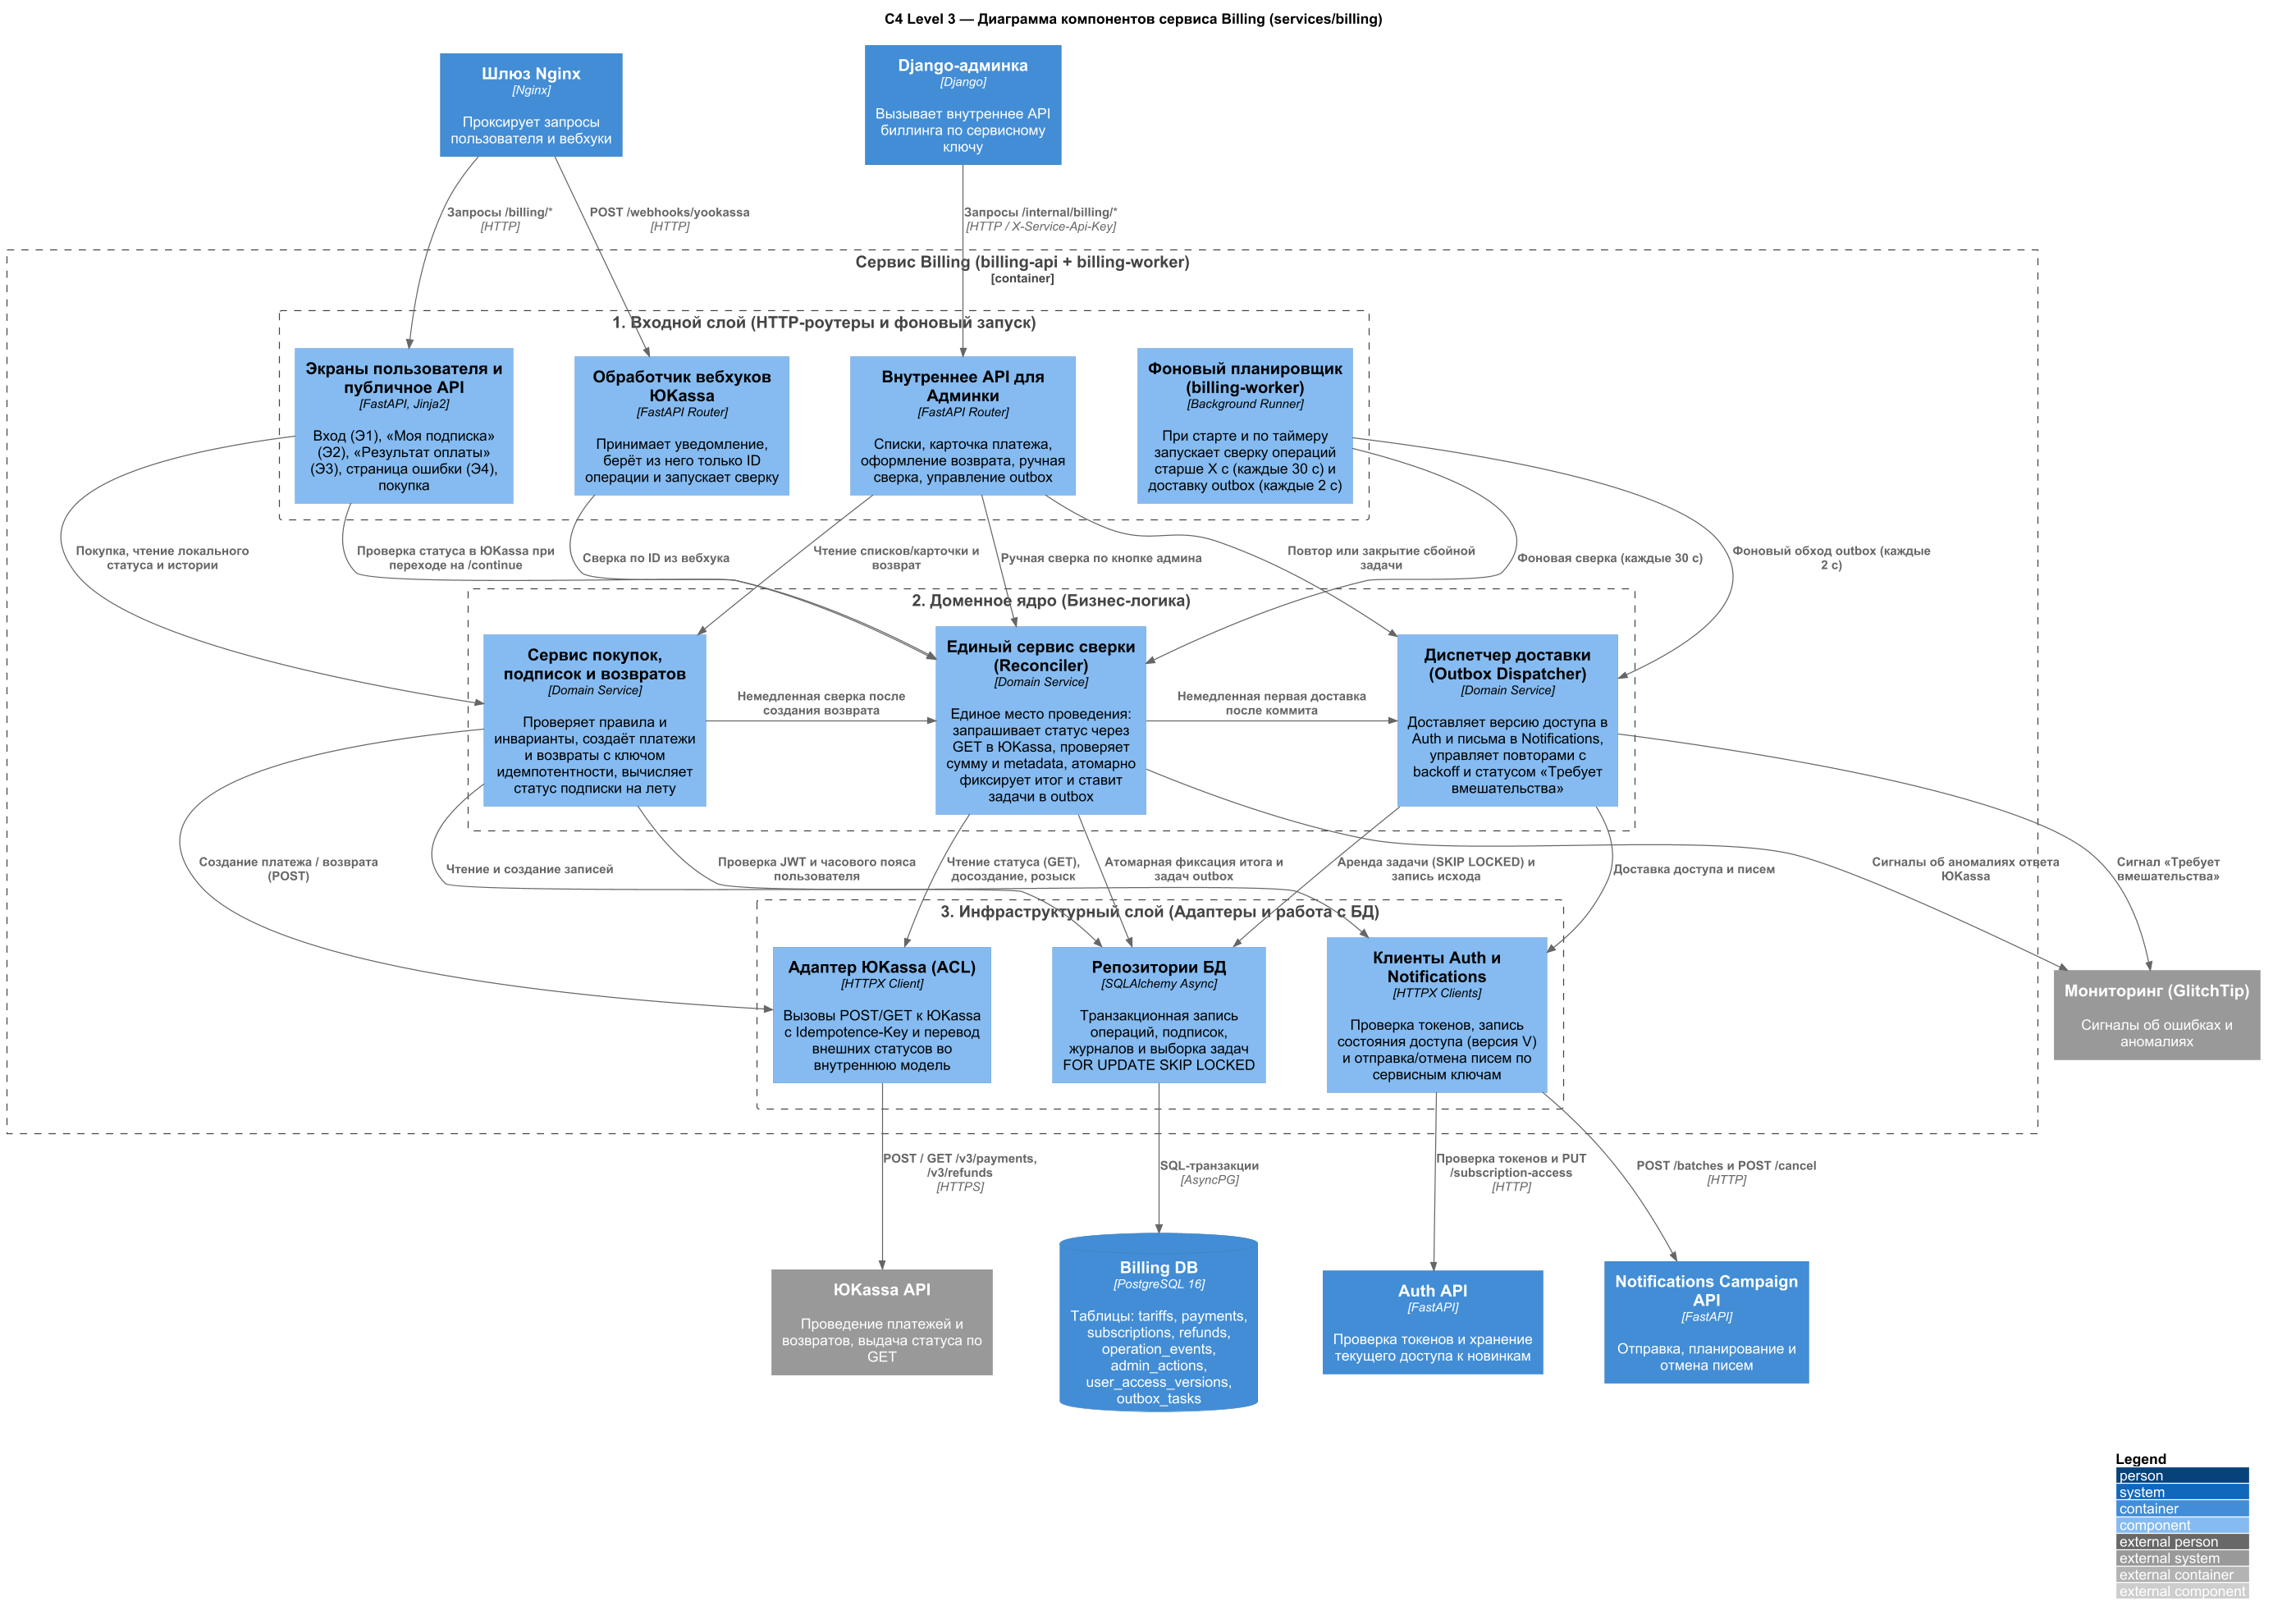 C4 Level 3 — Диаграмма компонентов сервиса Billing (services/billing)
Шлюз Nginx
[Nginx]
Проксирует запросы
пользователя и вебхуки
Django-админка
[Django]
Вызывает внутреннее API
биллинга по сервисному
ключу
Запросы /billing/*
[HTTP]
POST /webhooks/yookassa
[HTTP]
Запросы /internal/billing/*
[HTTP / X-Service-Api-Key]
Сервис Billing (billing-api + billing-worker)
[container]
1. Входной слой (HTTP-роутеры и фоновый запуск)
Экраны пользователя и
публичное API
[FastAPI, Jinja2]
Вход (Э1), «Моя подписка»
(Э2), «Результат оплаты»
(Э3), страница ошибки (Э4),
покупка
Обработчик вебхуков
ЮKassa
[FastAPI Router]
Принимает уведомление,
берёт из него только ID
операции и запускает сверку
Внутреннее API для
Админки
[FastAPI Router]
Списки, карточка платежа,
оформление возврата, ручная
сверка, управление outbox
Фоновый планировщик
(billing-worker)
[Background Runner]
При старте и по таймеру
запускает сверку операций
старше X с (каждые 30 с) и
доставку outbox (каждые 2 с)
Покупка, чтение локального
статуса и истории
Проверка статуса в ЮKassa при
переходе на /continue
Сверка по ID из вебхука
Чтение списков/карточки и
возврат
Ручная сверка по кнопке админа
Повтор или закрытие сбойной
задачи
Фоновая сверка (каждые 30 с)
Фоновый обход outbox (каждые
2 с)
2. Доменное ядро (Бизнес-логика)
Сервис покупок,
подписок и возвратов
[Domain Service]
Проверяет правила и
инварианты, создаёт платежи
и возвраты с ключом
идемпотентности, вычисляет
статус подписки на лету
Немедленная сверка после
создания возврата
Единый сервис сверки
(Reconciler)
[Domain Service]
Единое место проведения:
запрашивает статус через
GET в ЮKassa, проверяет
сумму и metadata, атомарно
фиксирует итог и ставит
задачи в outbox
Немедленная первая доставка
после коммита
Диспетчер доставки
(Outbox Dispatcher)
[Domain Service]
Доставляет версию доступа в
Auth и письма в Notifications,
управляет повторами с
backoff и статусом «Требует
вмешательства»
Создание платежа / возврата
(POST)
Чтение и создание записей
Проверка JWT и часового пояса
пользователя
Чтение статуса (GET),
досоздание, розыск
Атомарная фиксация итога и
задач outbox
Аренда задачи (SKIP LOCKED) и
запись исхода
Доставка доступа и писем
Сигналы об аномалиях ответа
ЮKassa
Сигнал «Требует
вмешательства»
3. Инфраструктурный слой (Адаптеры и работа с БД)
Адаптер ЮKassa (ACL)
[HTTPX Client]
Вызовы POST/GET к ЮKassa
с Idempotence-Key и перевод
внешних статусов во
внутреннюю модель
Репозитории БД
[SQLAlchemy Async]
Транзакционная запись
операций, подписок,
журналов и выборка задач
FOR UPDATE SKIP LOCKED
Клиенты Auth и
Notifications
[HTTPX Clients]
Проверка токенов, запись
состояния доступа (версия V)
и отправка/отмена писем по
сервисным ключам
Мониторинг (GlitchTip)
Сигналы об ошибках и
аномалиях
POST / GET /v3/payments,
/v3/refunds
[HTTPS]
SQL-транзакции
[AsyncPG]
Проверка токенов и PUT
/subscription-access
[HTTP]
POST /batches и POST /cancel
[HTTP]
ЮKassa API
Проведение платежей и
возвратов, выдача статуса по
GET
Billing DB
[PostgreSQL 16]
Таблицы: tariffs, payments,
subscriptions, refunds,
operation_events,
admin_actions,
user_access_versions,
outbox_tasks
Auth API
[FastAPI]
Проверка токенов и хранение
текущего доступа к новинкам
Notifications Campaign
API
[FastAPI]
Отправка, планирование и
отмена писем
Legend
person
system
container
component
external person
external system
external container
external component